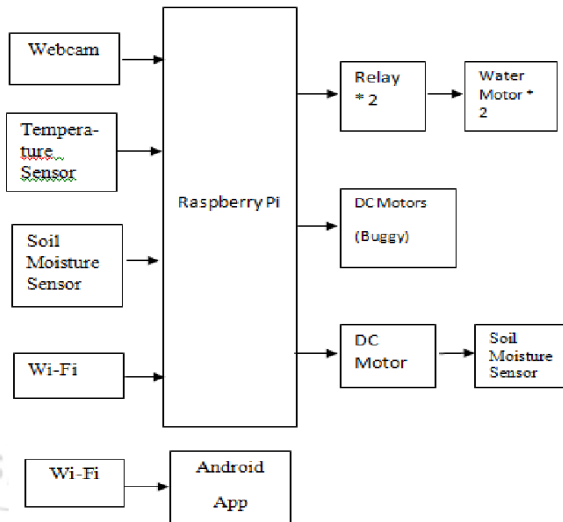 Webcam
Tempera-
ture
Sensor
Soil
Moisture
Sensor
Wi-Fi
Raspberry Pi
Relay
* 2
Water
Motor *
2
DC Motors
(Buggy)
DC
Motor
Soil
Moisture
Sensor
Wi-Fi
Android
App